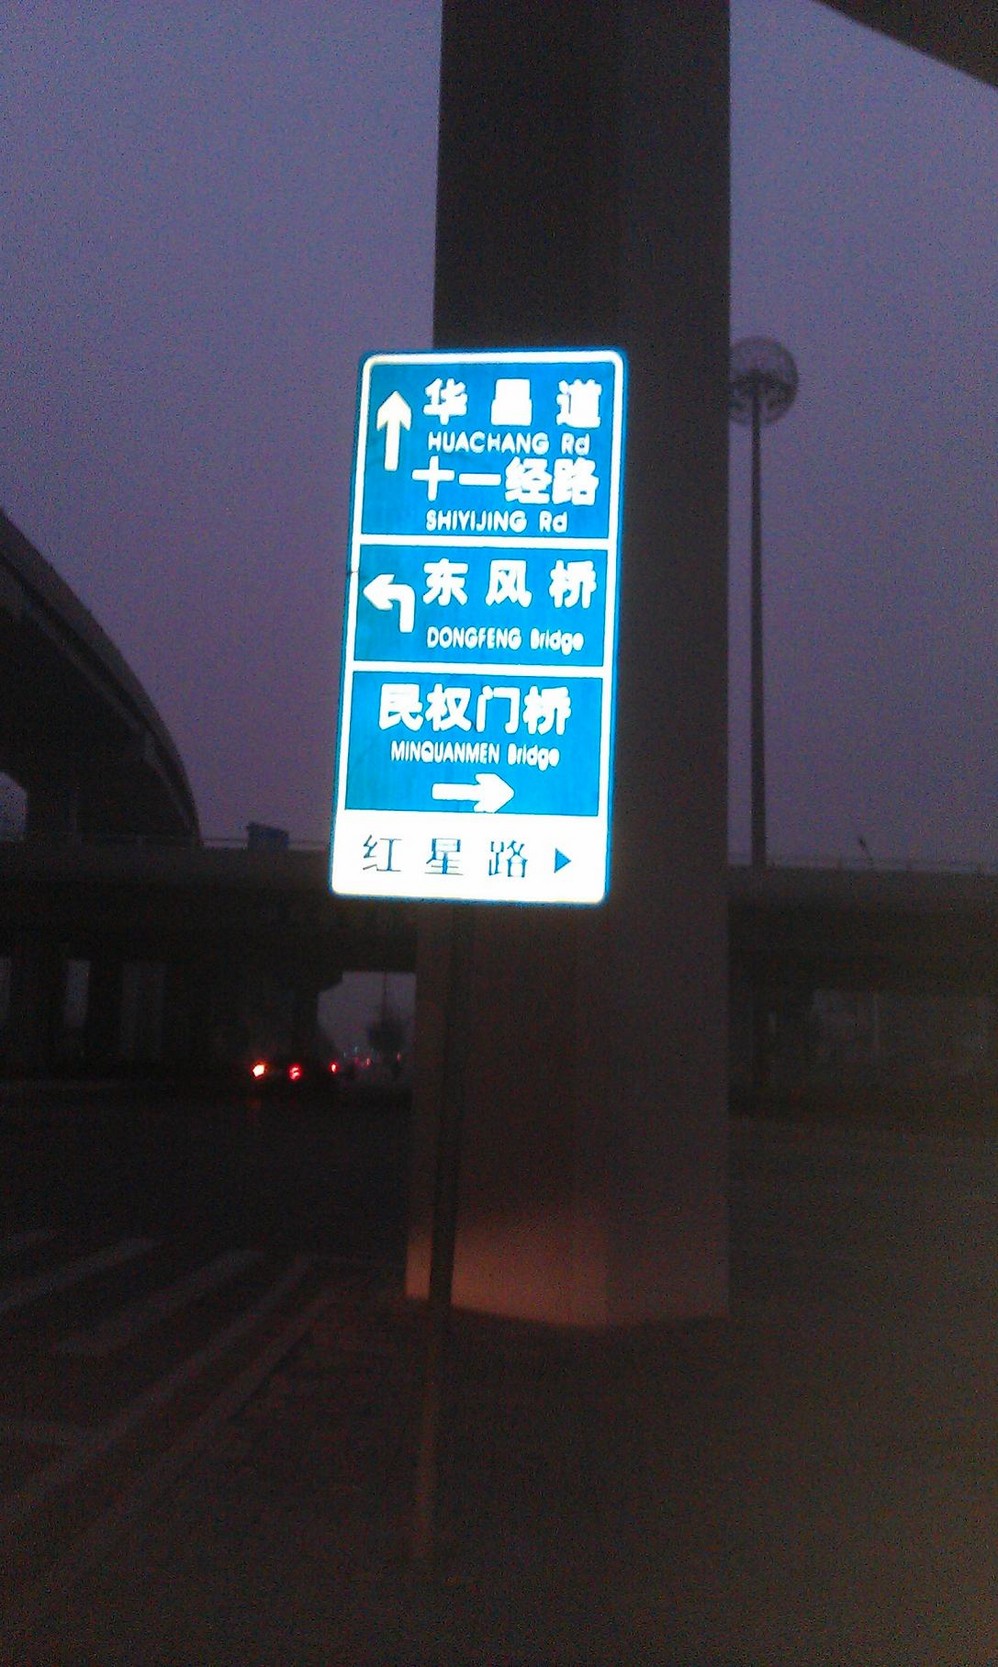 华昌道
HUACHANG Rd
十一经路
SHIYIJING Rd
东风桥
DONGFENG Bridge
民权门桥
MINQUANMEN Bridge
红星路